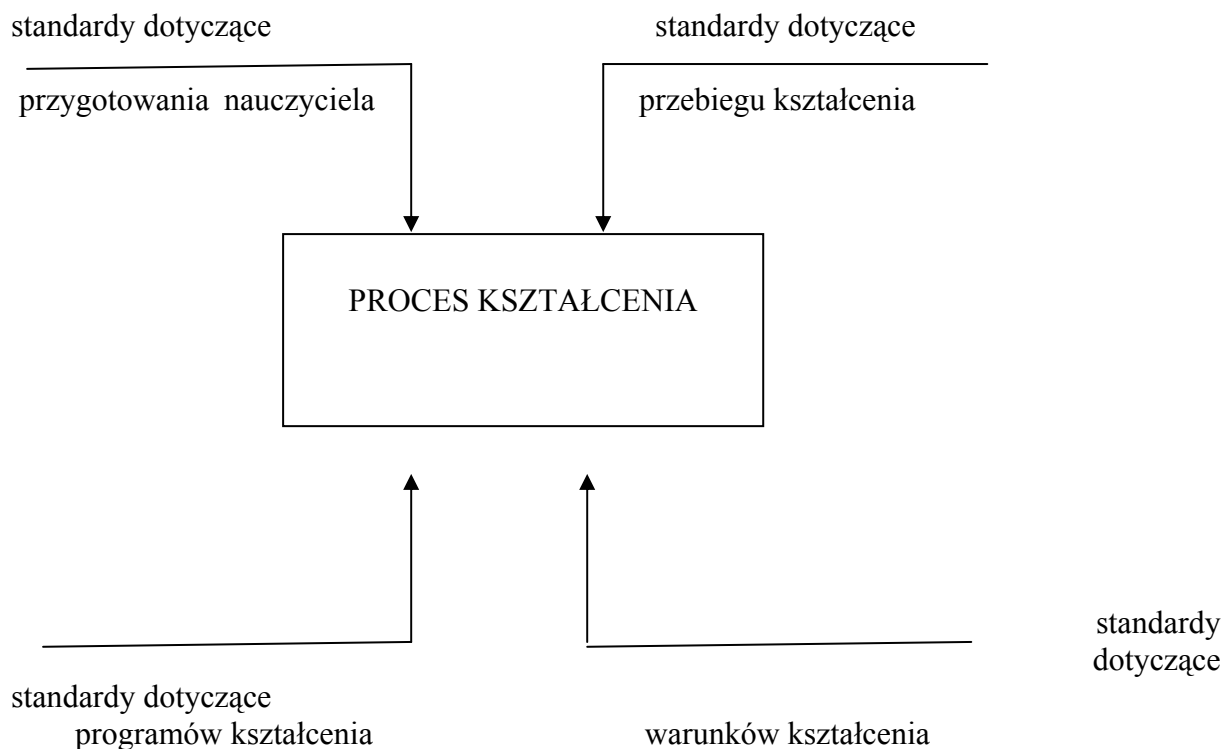 standardy dotyczące
standardy dotyczące
przygotowania nauczyciela
przebiegu kształcenia
PROCES KSZTAŁCENIA
standardy
dotyczące
standardy dotyczące
programów kształcenia
warunków kształcenia